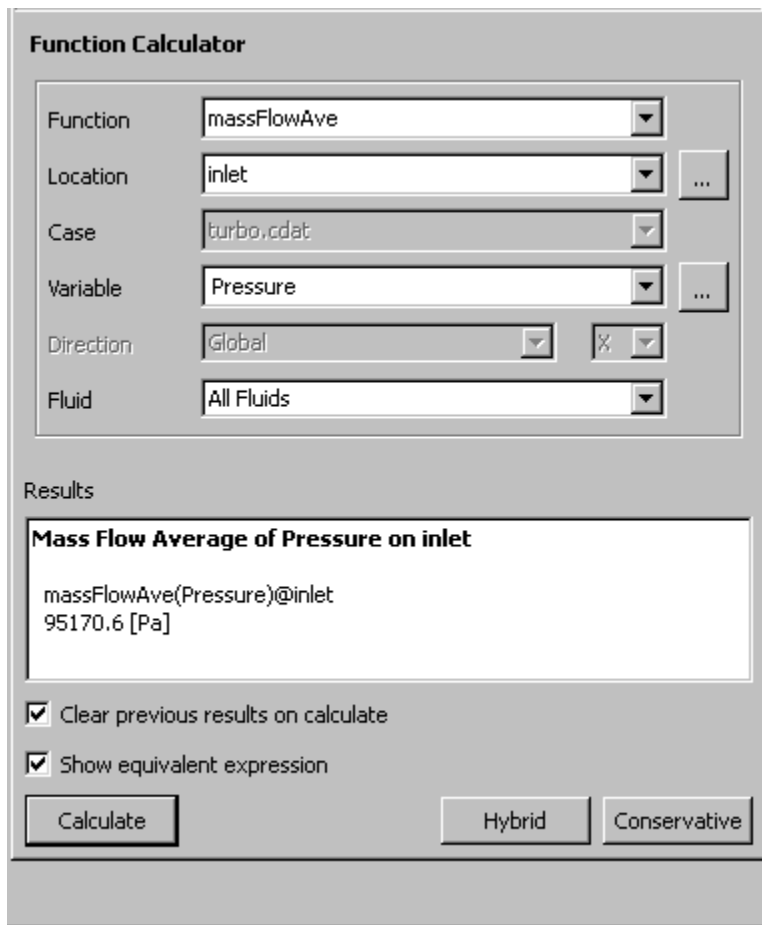 Function Calculator
Function massFlowAve
Location inlet ...
Case turbo.cdat
Variable Pressure ...
Direction Global X
Fluid All Fluids
Results
Mass Flow Average of Pressure on inlet
massFlowAve(Pressure)@inlet
95170.6 [Pa]
Clear previous results on calculate
Show equivalent expression
Calculate Hybrid Conservative